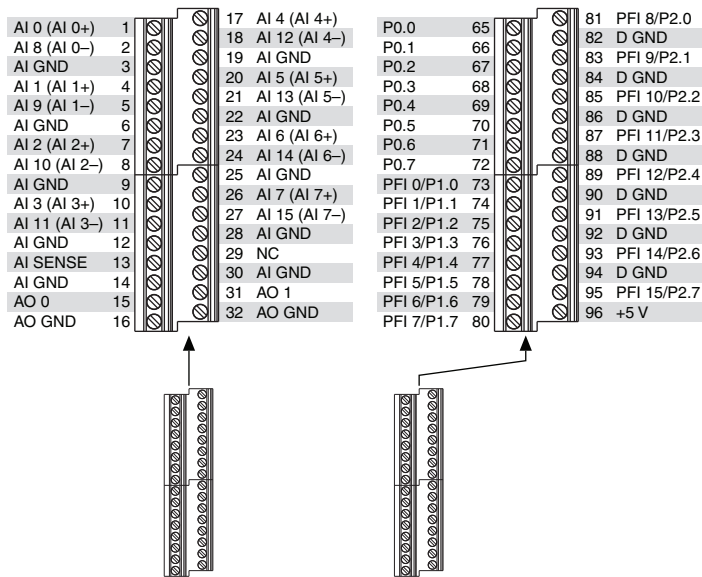 AI 0 (AI 0+) 1
AI 8 (AI 0–) 2
AI GND 3
AI 1 (AI 1+) 4
AI 9 (AI 1–) 5
AI GND 6
AI 2 (AI 2+) 7
AI 10 (AI 2–) 8
AI GND 9
AI 3 (AI 3+) 10
AI 11 (AI 3–) 11
AI GND 12
AI SENSE 13
AI GND 14
AO 0 15
AO GND 16
17 AI 4 (AI 4+)
18 AI 12 (AI 4–)
19 AI GND
20 AI 5 (AI 5+)
21 AI 13 (AI 5–)
22 AI GND
23 AI 6 (AI 6+)
24 AI 14 (AI 6–)
25 AI GND
26 AI 7 (AI 7+)
27 AI 15 (AI 7–)
28 AI GND
29 NC
30 AI GND
31 AO 1
32 AO GND
P0.0 65
P0.1 66
P0.2 67
P0.3 68
P0.4 69
P0.5 70
P0.6 71
P0.7 72
PFI 0/P1.0 73
PFI 1/P1.1 74
PFI 2/P1.2 75
PFI 3/P1.3 76
PFI 4/P1.4 77
PFI 5/P1.5 78
PFI 6/P1.6 79
PFI 7/P1.7 80
81 PFI 8/P2.0
82 D GND
83 PFI 9/P2.1
84 D GND
85 PFI 10/P2.2
86 D GND
87 PFI 11/P2.3
88 D GND
89 PFI 12/P2.4
90 D GND
91 PFI 13/P2.5
92 D GND
93 PFI 14/P2.6
94 D GND
95 PFI 15/P2.7
96 +5 V